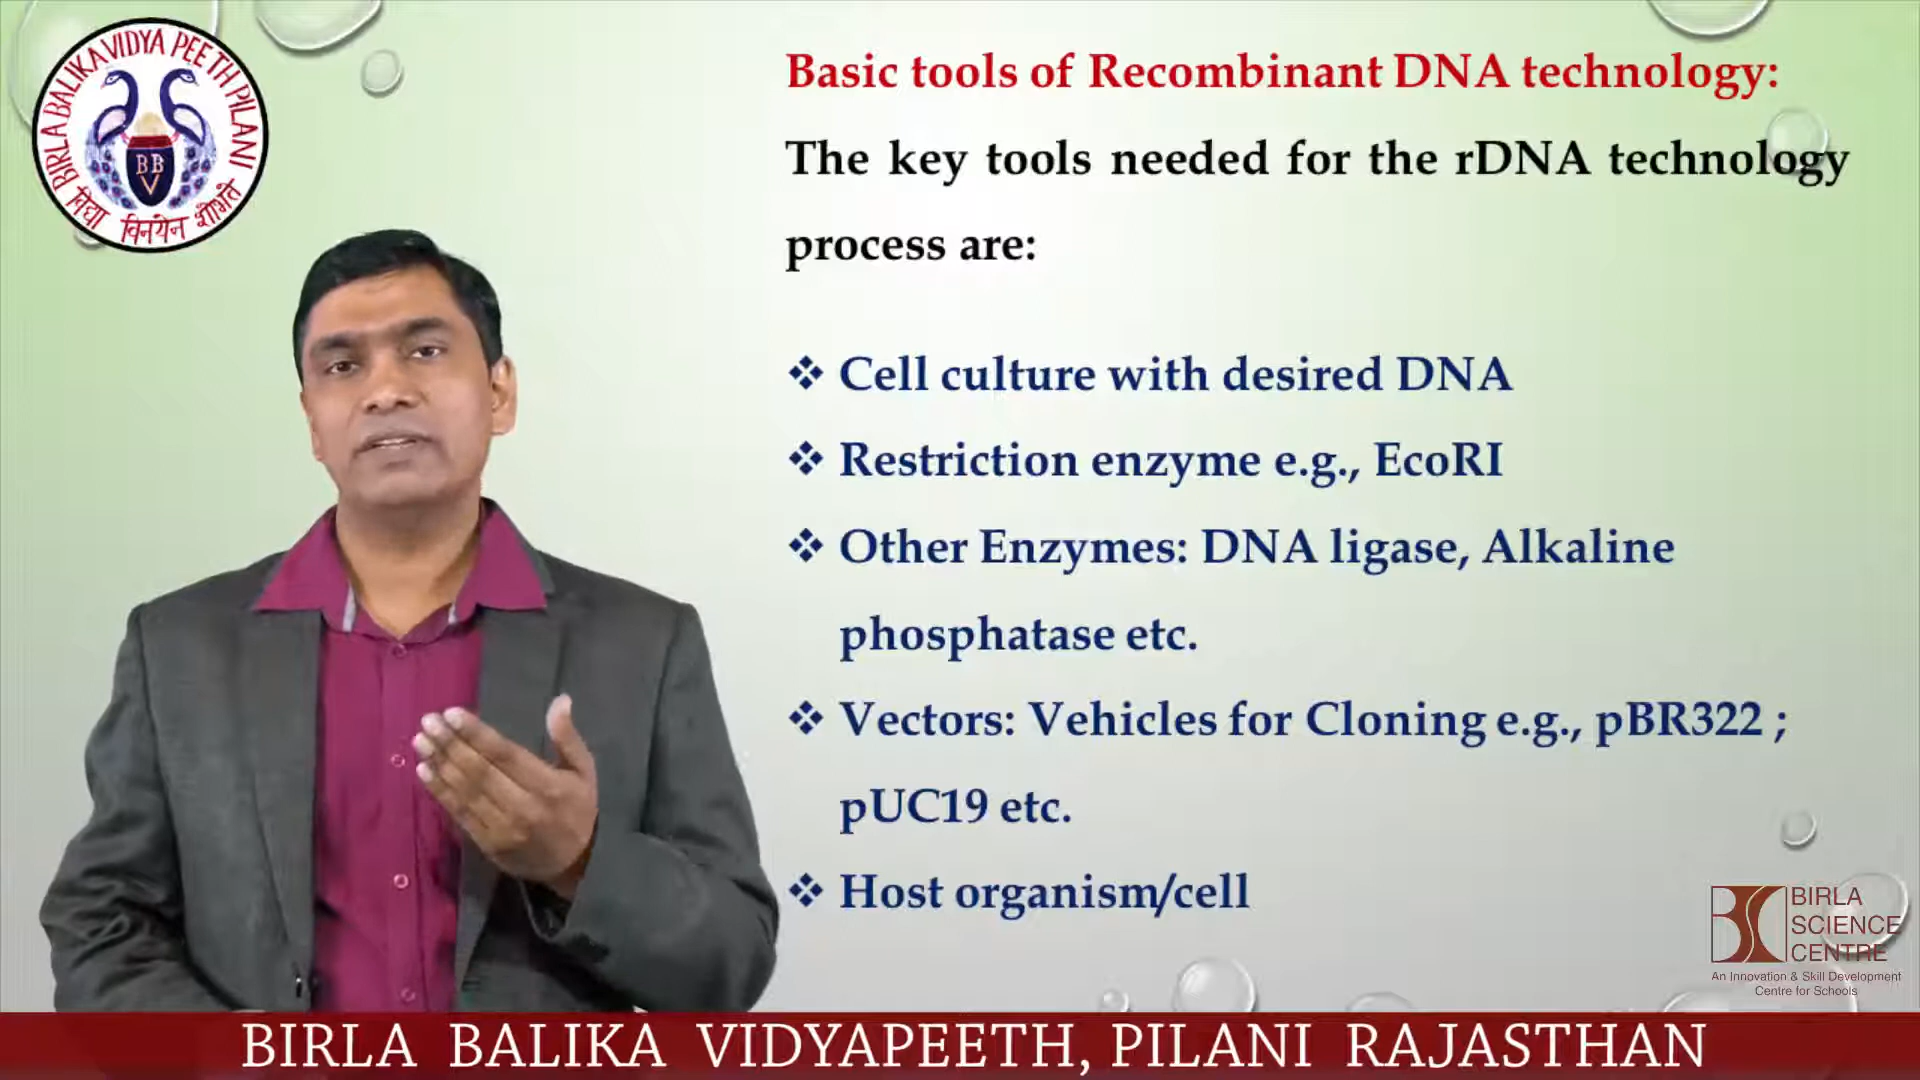 BIRLA BALIKA VIDYA PEETH PILANI
BB
V
विद्या विनयेन शोभते
Basic tools of Recombinant DNA technology:
The key tools needed for the rDNA technology
process are:
❖ Cell culture with desired DNA
❖ Restriction enzyme e.g., EcoRI
❖ Other Enzymes: DNA ligase, Alkaline
phosphatase etc.
❖ Vectors: Vehicles for Cloning e.g., pBR322 ;
pUC19 etc.
❖ Host organism/cell
BIRLA
SCIENCE
CENTRE
An Innovation & Skill Development
Centre for Schools
BIRLA BALIKA VIDYAPEETH, PILANI RAJASTHAN